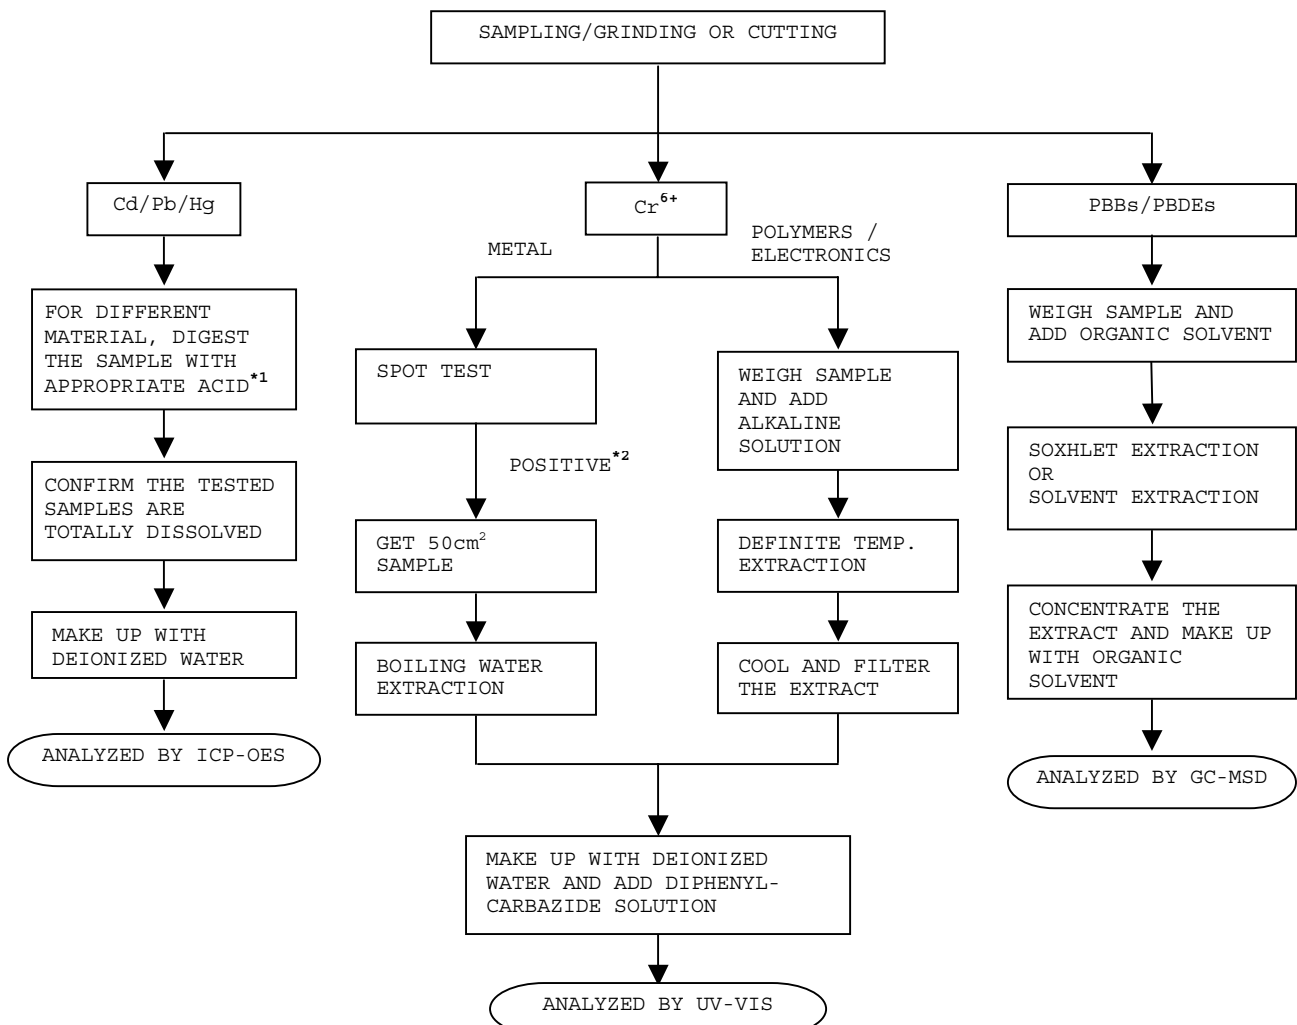 SAMPLING/GRINDING OR CUTTING
Cd/Pb/Hg
FOR DIFFERENT
MATERIAL, DIGEST
THE SAMPLE WITH
APPROPRIATE ACID*1
CONFIRM THE TESTED
SAMPLES ARE
TOTALLY DISSOLVED
MAKE UP WITH
DEIONIZED WATER
ANALYZED BY ICP-OES
Cr6+
METAL
SPOT TEST
POSITIVE*2
GET 50cm2
SAMPLE
BOILING WATER
EXTRACTION
POLYMERS /
ELECTRONICS
WEIGH SAMPLE
AND ADD
ALKALINE
SOLUTION
DEFINITE TEMP.
EXTRACTION
COOL AND FILTER
THE EXTRACT
MAKE UP WITH DEIONIZED
WATER AND ADD DIPHENYL-
CARBAZIDE SOLUTION
ANALYZED BY UV-VIS
PBBs/PBDEs
WEIGH SAMPLE AND
ADD ORGANIC SOLVENT
SOXHLET EXTRACTION
OR
SOLVENT EXTRACTION
CONCENTRATE THE
EXTRACT AND MAKE UP
WITH ORGANIC
SOLVENT
ANALYZED BY GC-MSD